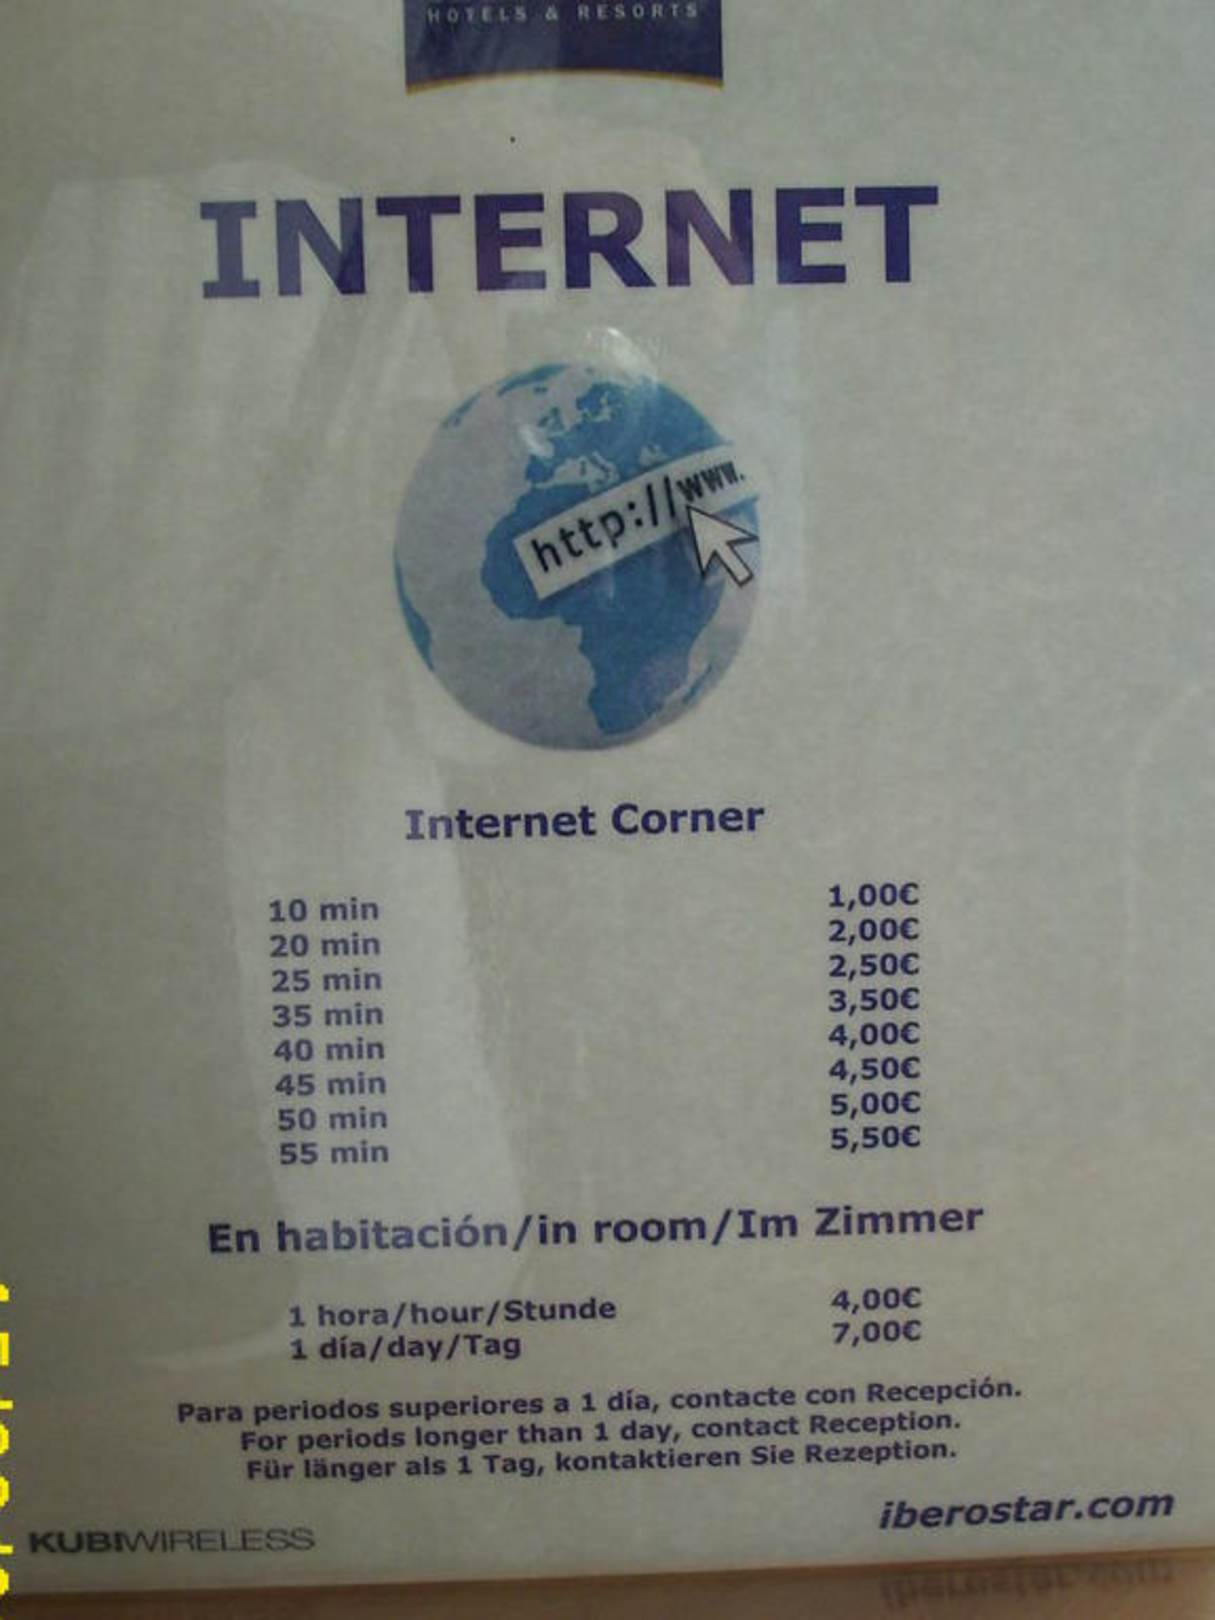 HOTELS & RESORTS
INTERNET
http://www.
Internet Corner
10 min 1,00€
20 min 2,00€
25 min 2,50€
35 min 3,50€
40 min 4,00€
45 min 4,50€
50 min 5,00€
55 min 5,50€
En habitación/in room/Im Zimmer
1 hora/hour/Stunde 4,00€
1 día/day/Tag 7,00€
Para periodos superiores a 1 día, contacte con Recepción.
For periods longer than 1 day, contact Reception.
Für länger als 1 Tag, kontaktieren Sie Rezeption.
iberostar.com
KUBIWIRELESS